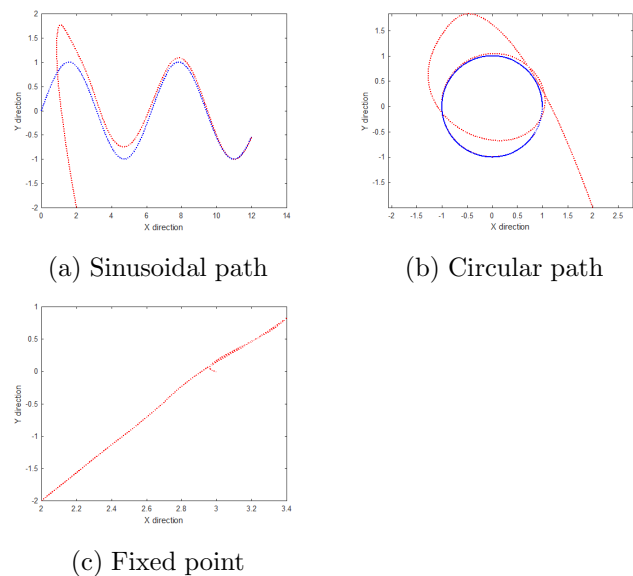 2
1.5
1
0.5
0
-0.5
-1
-1.5
-2
0 2 4 6 8 10 12 14
X direction
Y direction
(a) Sinusoidal path
1.5
1
0.5
0
-0.5
-1
-1.5
-2 -1.5 -1 -0.5 0 0.5 1 1.5 2 2.5
X direction
Y direction
(b) Circular path
1
0.5
0
-0.5
-1
-1.5
-2
2 2.2 2.4 2.6 2.8 3 3.2 3.4
X direction
Y direction
(c) Fixed point